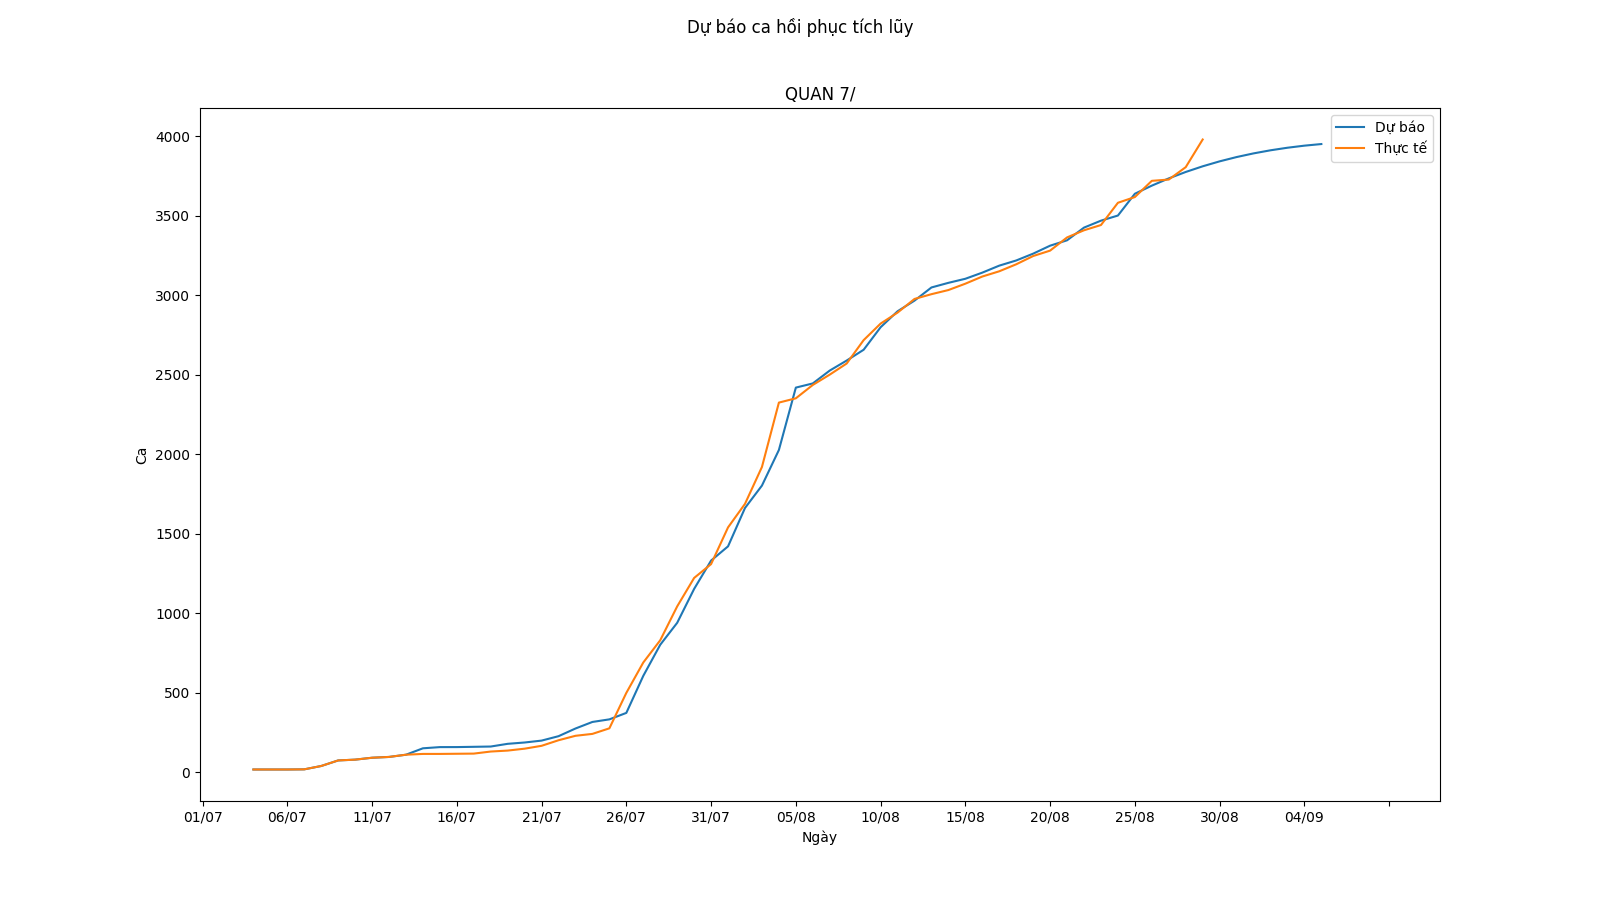 Dự báo ca hồi phục tích lũy
QUAN 7/
Dự báo
Thực tế
4000
3500
3000
2500
2000
1500
1000
500
0
Ca
01/07 06/07 11/07 16/07 21/07 26/07 31/07 05/08 10/08 15/08 20/08 25/08 30/08 04/09
Ngày